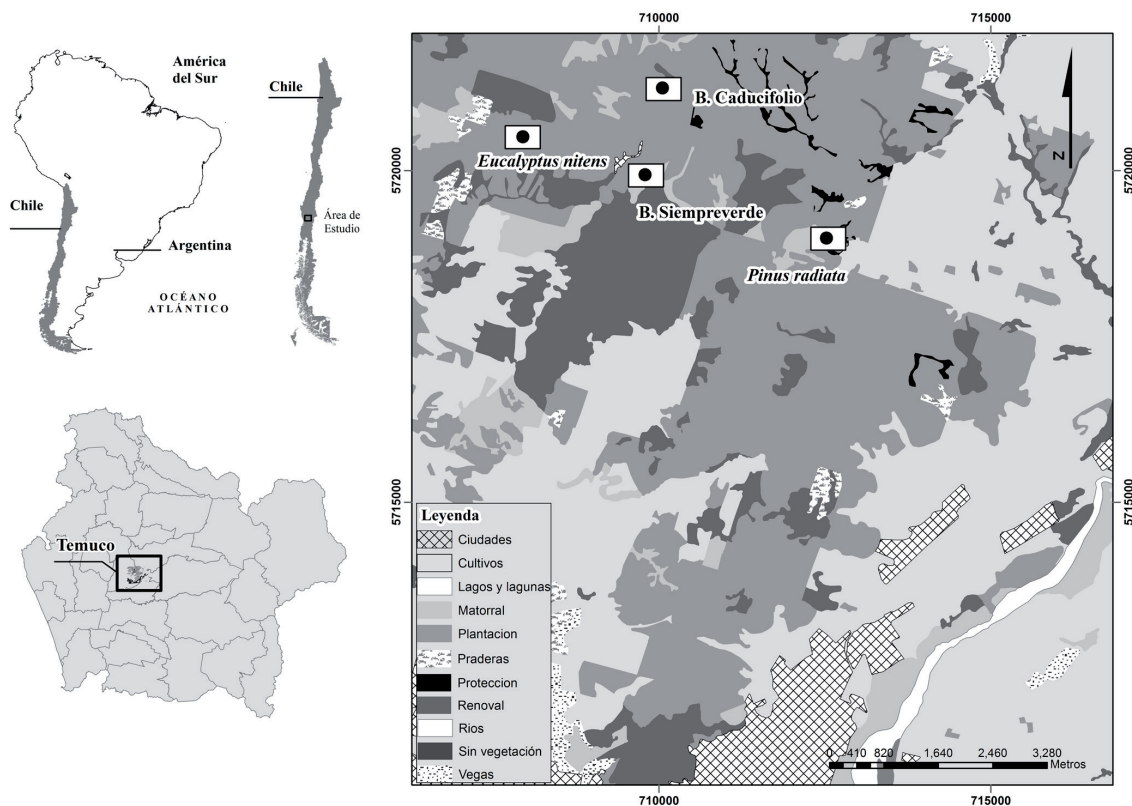 América
del Sur
Chile
Chile
Área de
Estudio
Argentina
OCÉANO
ATLÁNTICO
Temuco
710000
715000
B. Caducifolio
Eucalyptus nitens
B. Siempreverde
Pinus radiata
N
5720000
5720000
5715000
5715000
Leyenda
Ciudades
Cultivos
Lagos y lagunas
Matorral
Plantacion
Praderas
Proteccion
Renoval
Rios
Sin vegetación
Vegas
0 410 820 1,640 2,460 3,280
Metros
710000
715000